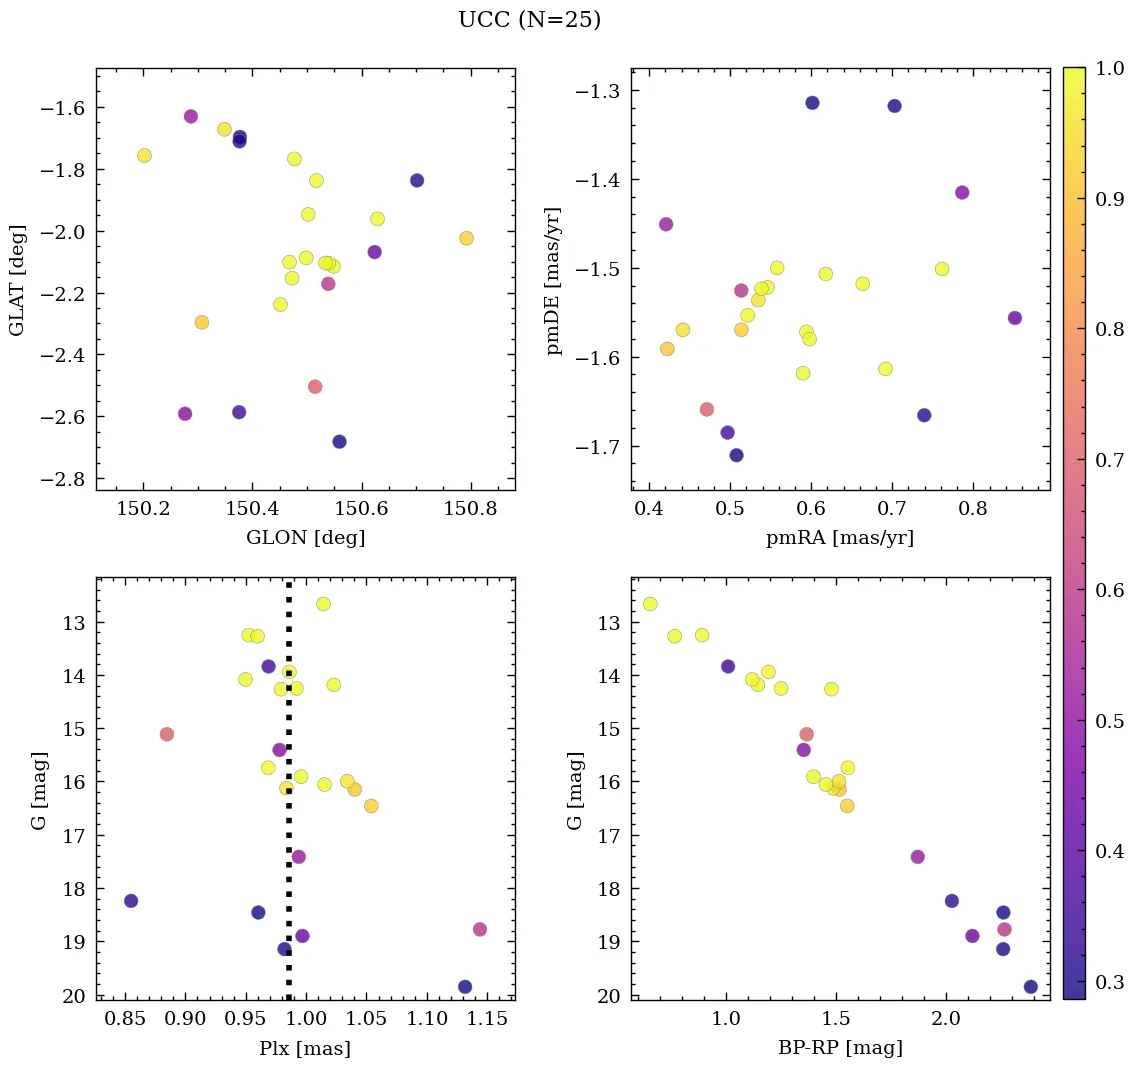 UCC (N=25)
−1.6
−1.8
−2.0
−2.2
−2.4
−2.6
−2.8
GLAT [deg]
150.2 150.4 150.6 150.8
GLON [deg]
−1.3
−1.4
−1.5
−1.6
−1.7
pmDE [mas/yr]
0.4 0.5 0.6 0.7 0.8
pmRA [mas/yr]
13
14
15
16
17
18
19
20
G [mag]
0.85 0.90 0.95 1.00 1.05 1.10 1.15
Plx [mas]
13
14
15
16
17
18
19
20
G [mag]
1.0 1.5 2.0
BP-RP [mag]
1.0
0.9
0.8
0.7
0.6
0.5
0.4
0.3